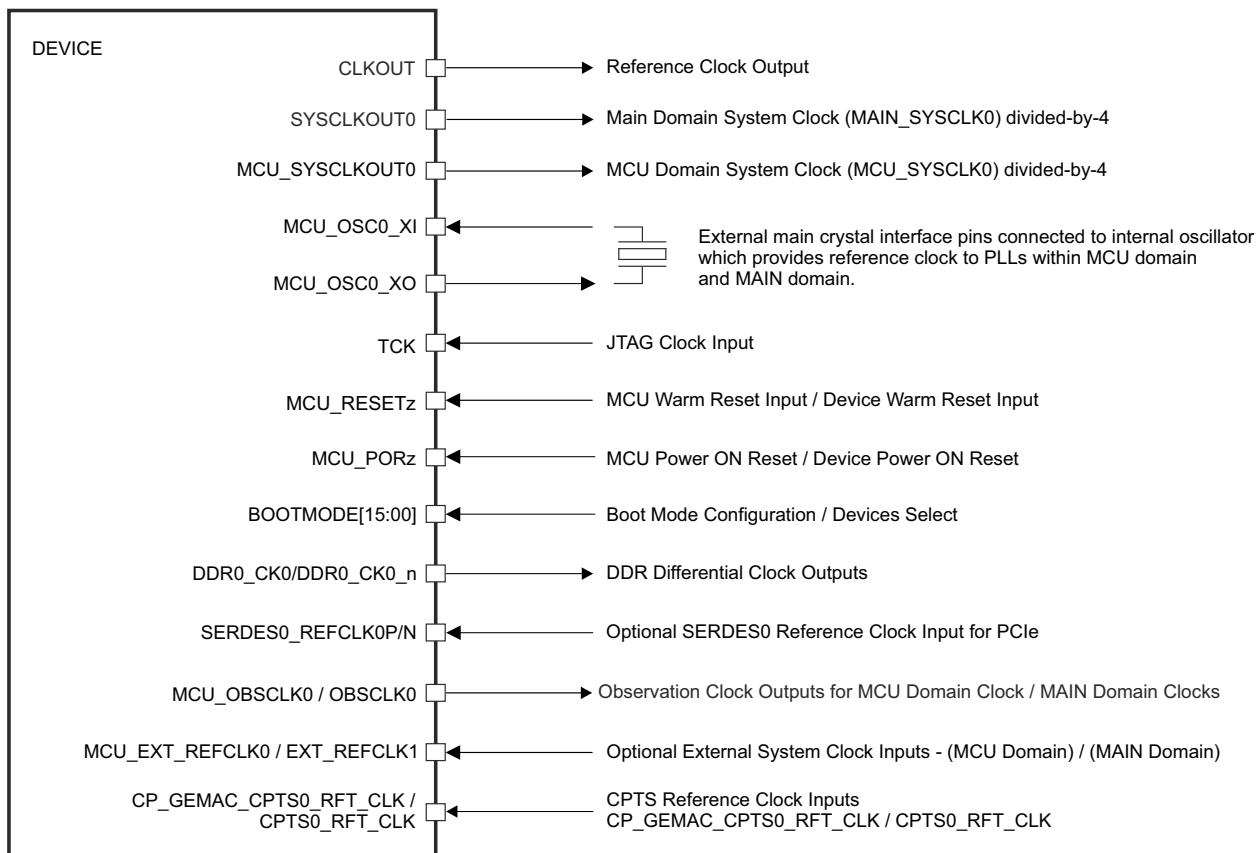 DEVICE
CLKOUT
Reference Clock Output
SYSCLKOUT0
Main Domain System Clock (MAIN_SYSCLK0) divided-by-4
MCU_SYSCLKOUT0
MCU Domain System Clock (MCU_SYSCLK0) divided-by-4
MCU_OSC0_XI
MCU_OSC0_XO
External main crystal interface pins connected to internal oscillator
which provides reference clock to PLLs within MCU domain
and MAIN domain.
TCK
JTAG Clock Input
MCU_RESETz
MCU Warm Reset Input / Device Warm Reset Input
MCU_PORz
MCU Power ON Reset / Device Power ON Reset
BOOTMODE[15:00]
Boot Mode Configuration / Devices Select
DDR0_CK0/DDR0_CK0_n
DDR Differential Clock Outputs
SERDES0_REFCLK0P/N
Optional SERDES0 Reference Clock Input for PCIe
MCU_OBSCLK0 / OBSCLK0
Observation Clock Outputs for MCU Domain Clock / MAIN Domain Clocks
MCU_EXT_REFCLK0 / EXT_REFCLK1
Optional External System Clock Inputs - (MCU Domain) / (MAIN Domain)
CP_GEMAC_CPTS0_RFT_CLK /
CPTS0_RFT_CLK
CPTS Reference Clock Inputs
CP_GEMAC_CPTS0_RFT_CLK / CPTS0_RFT_CLK